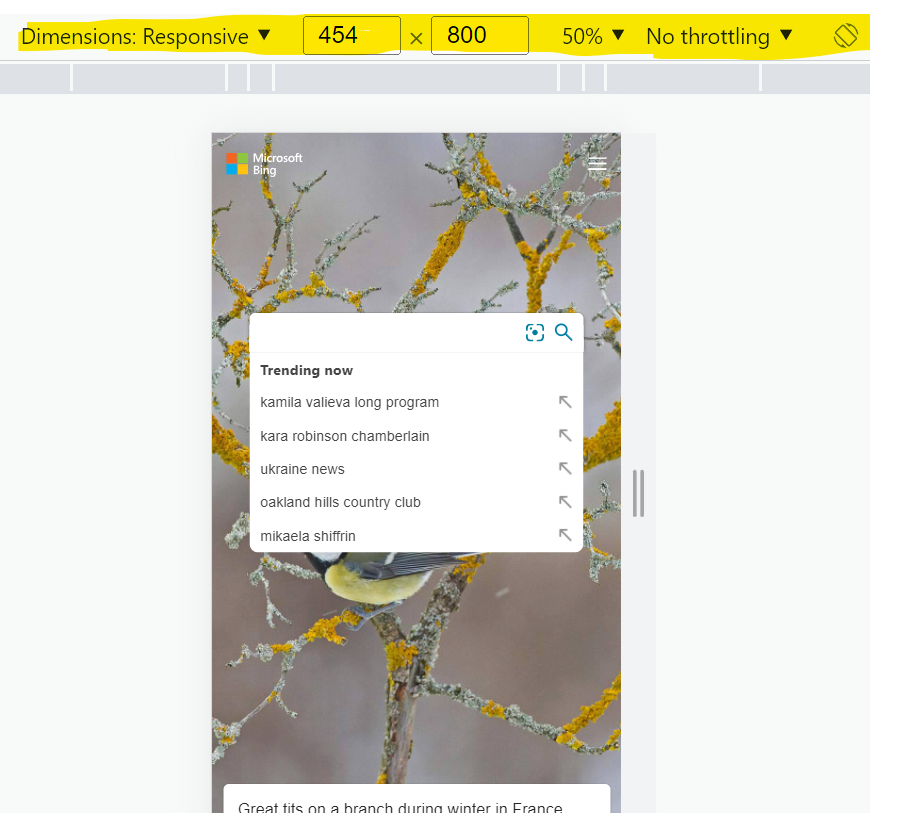 Dimensions: Responsive ▼ 454 × 800 50% ▼ No throttling ▼
Microsoft
Bing
Trending now
kamila valieva long program
kara robinson chamberlain
ukraine news
oakland hills country club
mikaela shiffrin
Great tits on a branch during winter in France